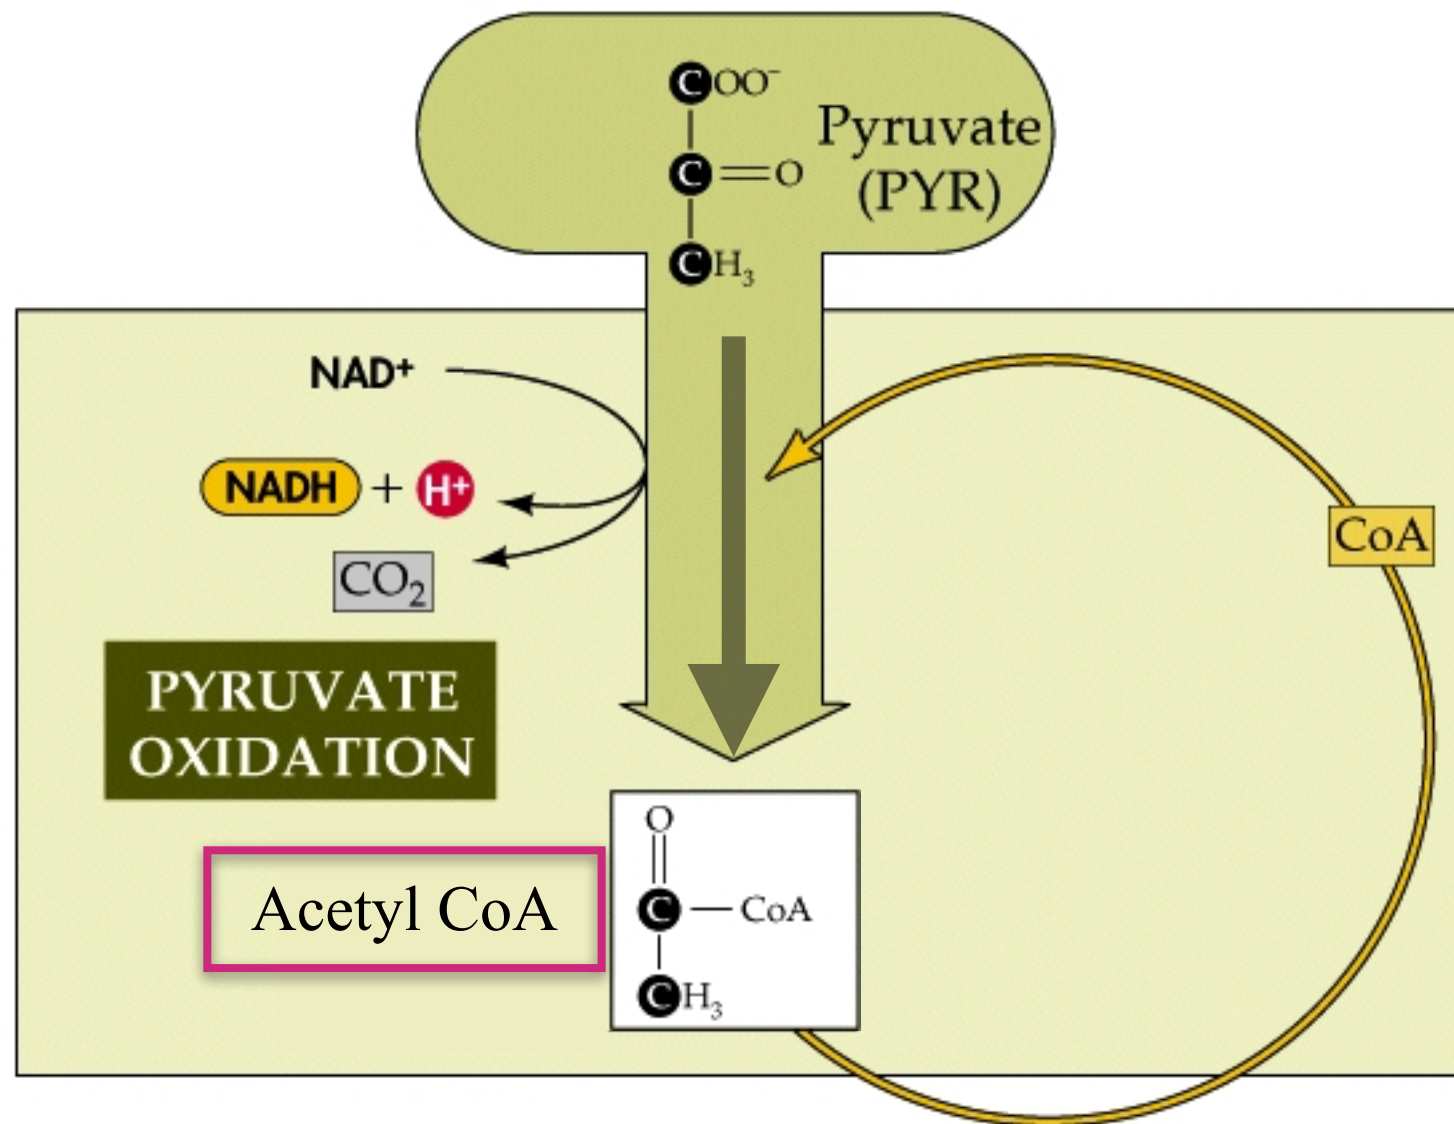 COO⁻
C=O
CH₃
Pyruvate
(PYR)
NAD⁺
NADH + H⁺
CO₂
CoA
PYRUVATE
OXIDATION
Acetyl CoA
O
C — CoA
CH₃